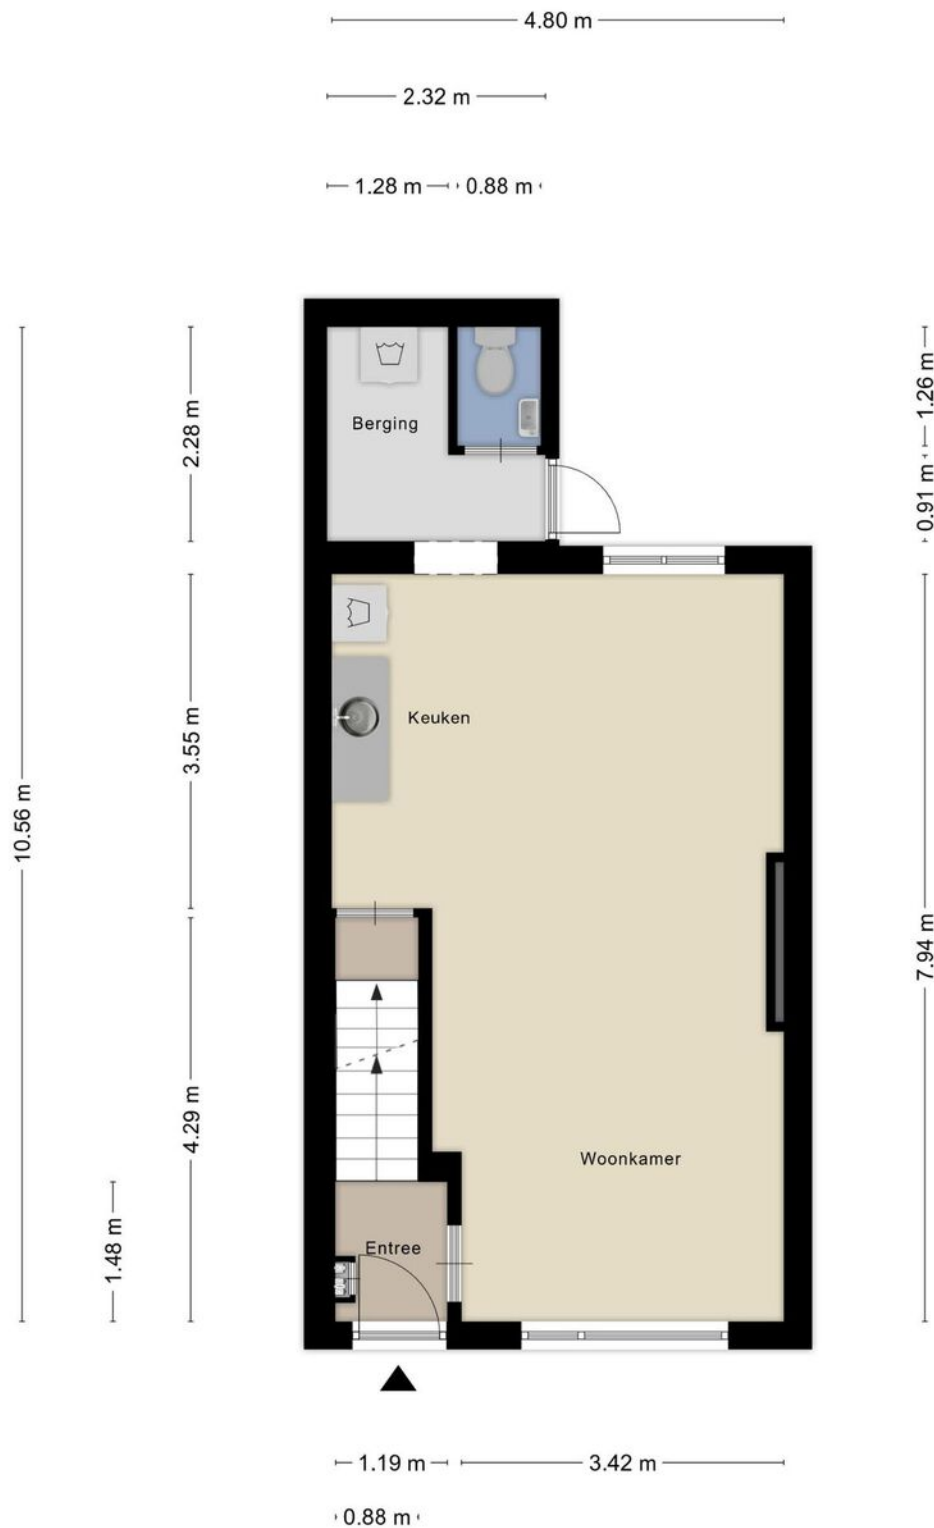 4.80 m
2.32 m
1.28 m
0.88 m
2.28 m
1.26 m
0.91 m
Berging
3.55 m
Keuken
10.56 m
7.94 m
4.29 m
Woonkamer
1.48 m
Entree
1.19 m
3.42 m
0.88 m